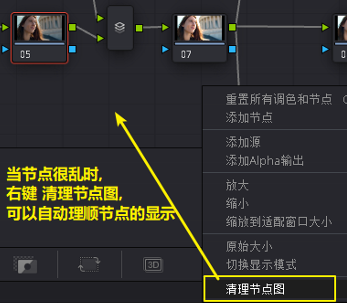 05
07
0
重置所有调色和节点
添加节点
添加源
添加Alpha输出
放大
缩小
缩放到适配窗口大小
原始大小
切换显示模式
清理节点图
当节点很乱时,
右键 清理节点图,
可以自动理顺节点的显示
3D